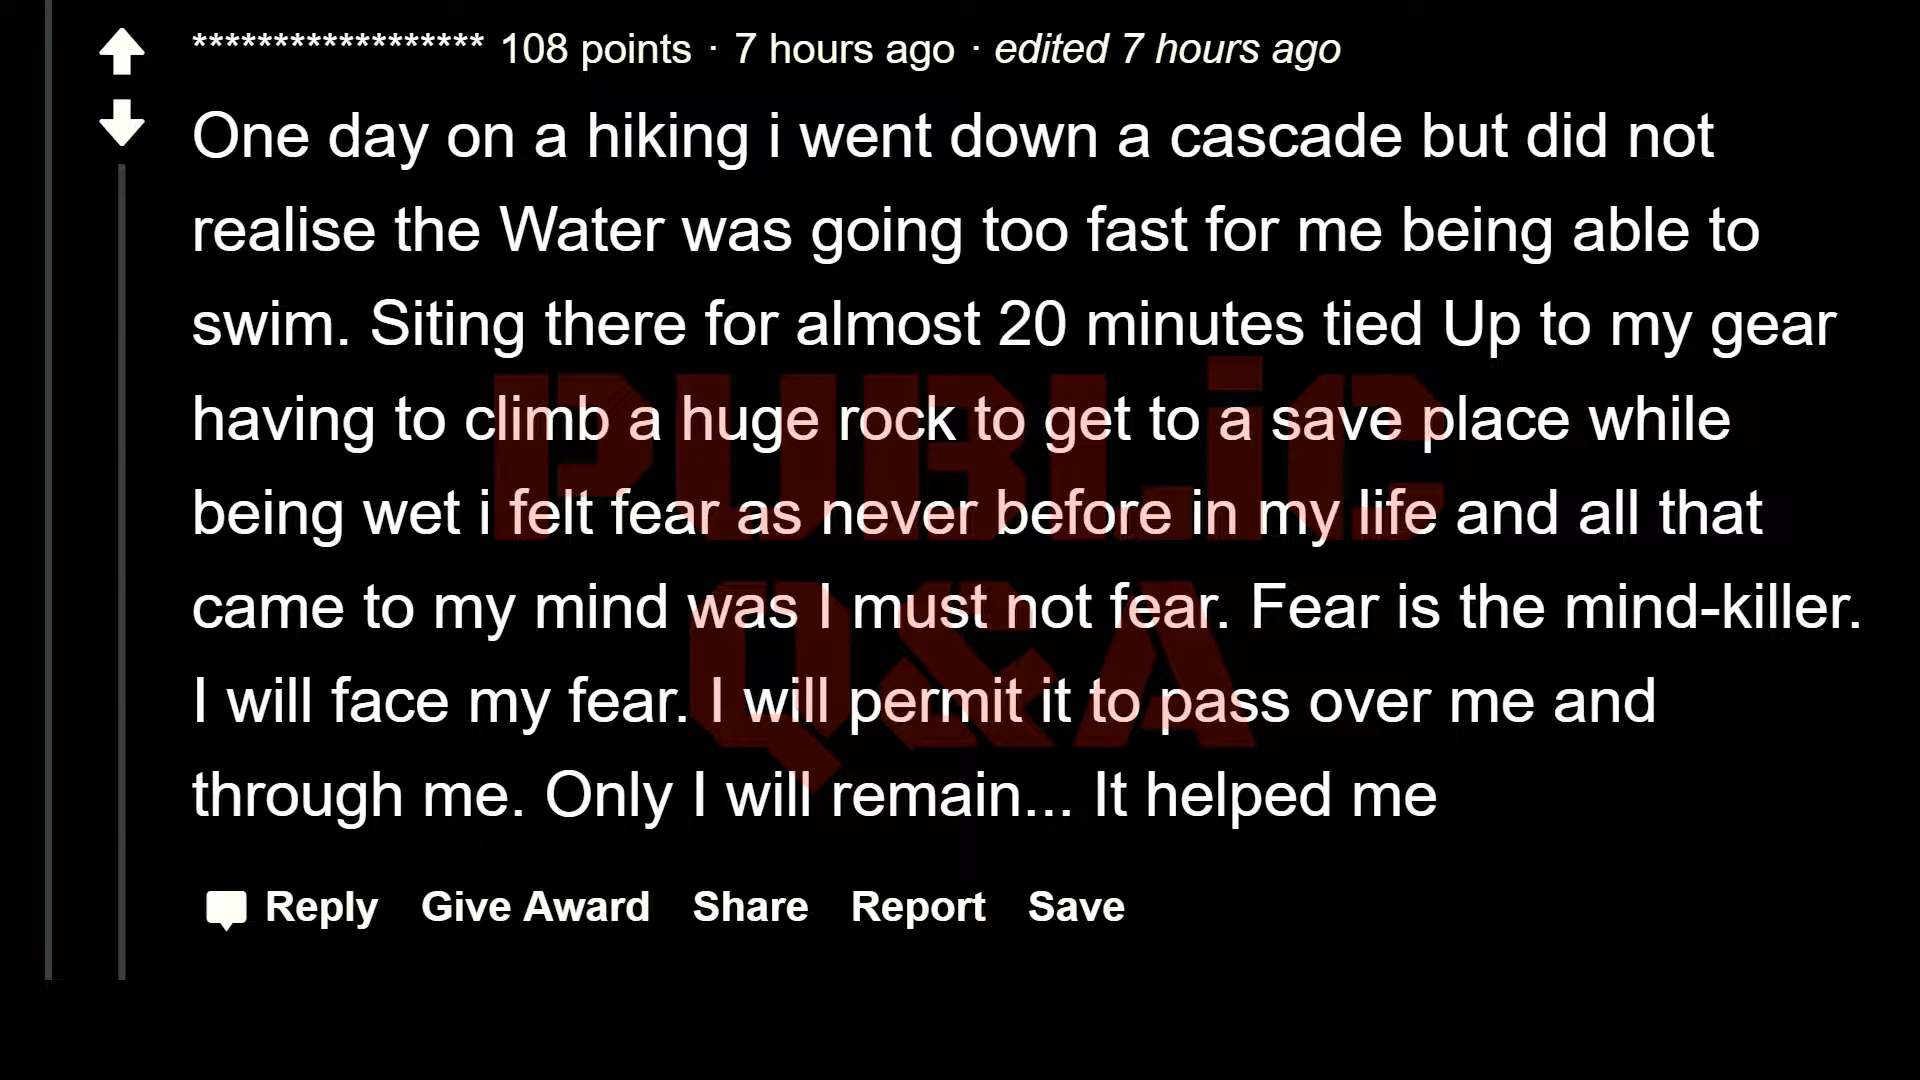 ****************** 108 points · 7 hours ago · edited 7 hours ago
One day on a hiking i went down a cascade but did not
realise the Water was going too fast for me being able to
swim. Siting there for almost 20 minutes tied Up to my gear
having to climb a huge rock to get to a save place while
being wet i felt fear as never before in my life and all that
came to my mind was I must not fear. Fear is the mind-killer.
I will face my fear. I will permit it to pass over me and
through me. Only I will remain... It helped me
PUBLiC
Q&A
Reply Give Award Share Report Save